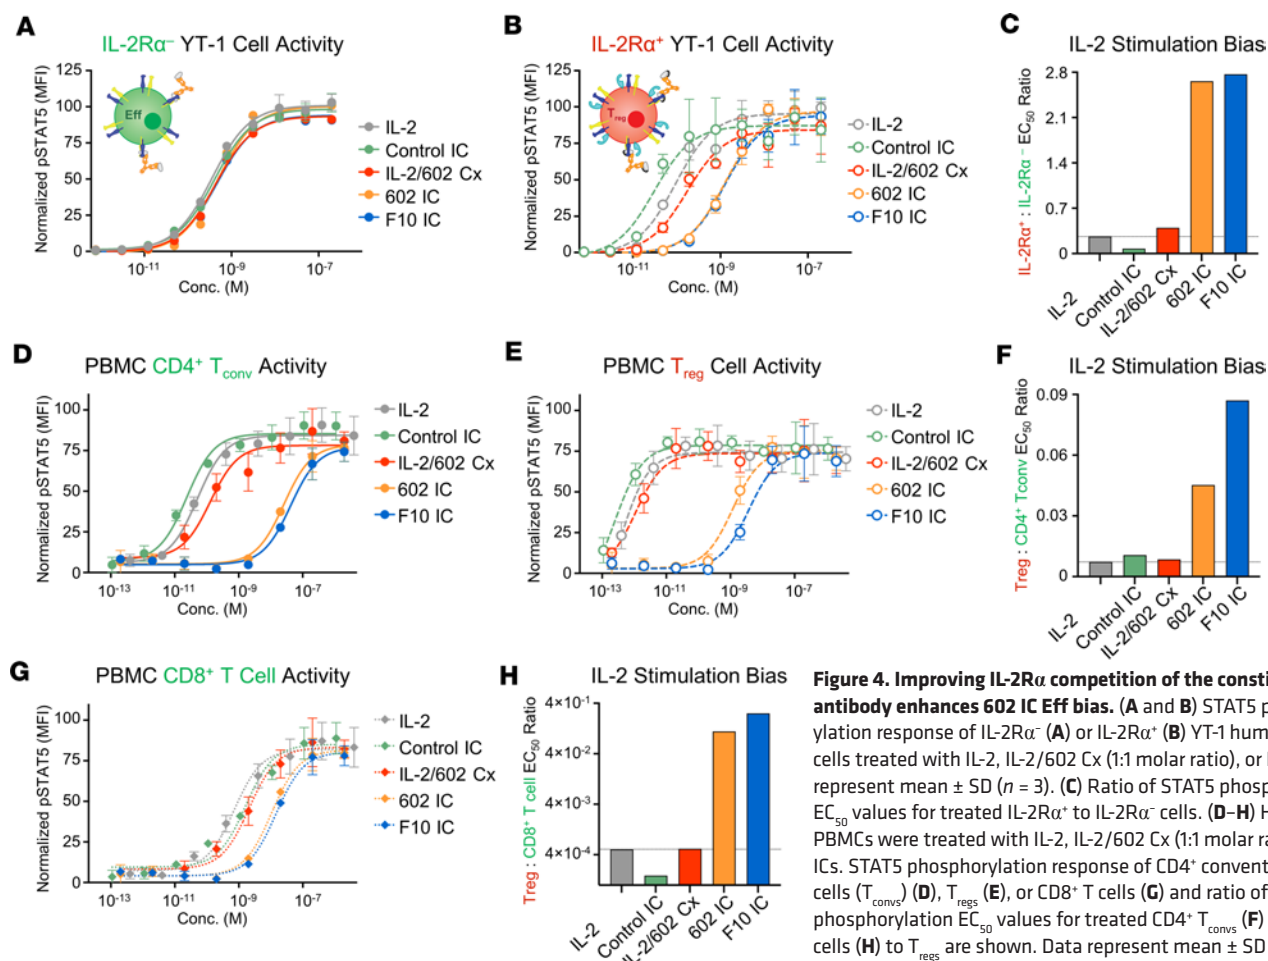 A
IL-2Rα⁻ YT-1 Cell Activity
Normalized pSTAT5 (MFI)
125
100
75
50
25
0
10⁻¹¹
10⁻⁹
10⁻⁷
Conc. (M)
Eff
IL-2
Control IC
IL-2/602 Cx
602 IC
F10 IC
B
IL-2Rα⁺ YT-1 Cell Activity
Normalized pSTAT5 (MFI)
125
100
75
50
25
0
10⁻¹¹
10⁻⁹
10⁻⁷
Conc. (M)
Treg
IL-2
Control IC
IL-2/602 Cx
602 IC
F10 IC
C
IL-2 Stimulation Bias
IL-2Rα⁺ : IL-2Rα⁻ EC₅₀ Ratio
2.8
2.1
1.4
0.7
0
IL-2
Control IC
IL-2/602 Cx
602 IC
F10 IC
D
PBMC CD4⁺ Tconv Activity
Normalized pSTAT5 (MFI)
100
75
50
25
0
10⁻¹³
10⁻¹¹
10⁻⁹
10⁻⁷
Conc. (M)
IL-2
Control IC
IL-2/602 Cx
602 IC
F10 IC
E
PBMC Treg Cell Activity
Normalized pSTAT5 (MFI)
100
75
50
25
0
10⁻¹³
10⁻¹¹
10⁻⁹
10⁻⁷
Conc. (M)
IL-2
Control IC
IL-2/602 Cx
602 IC
F10 IC
F
IL-2 Stimulation Bias
Treg : CD4⁺ Tconv EC₅₀ Ratio
0.09
0.06
0.03
0
IL-2
Control IC
IL-2/602 Cx
602 IC
F10 IC
G
PBMC CD8⁺ T Cell Activity
Normalized pSTAT5 (MFI)
100
75
50
25
0
10⁻¹³
10⁻¹¹
10⁻⁹
10⁻⁷
Conc. (M)
IL-2
Control IC
IL-2/602 Cx
602 IC
F10 IC
H
IL-2 Stimulation Bias
Treg : CD8⁺ T cell EC₅₀ Ratio
4×10⁻¹
4×10⁻²
4×10⁻³
4×10⁻⁴
IL-2
Control IC
IL-2/602 Cx
602 IC
F10 IC
Figure 4. Improving IL-2Rα competition of the consti
antibody enhances 602 IC Eff bias. (A and B) STAT5 p
ylation response of IL-2Rα⁻ (A) or IL-2Rα⁺ (B) YT-1 hum
cells treated with IL-2, IL-2/602 Cx (1:1 molar ratio), or
represent mean ± SD (n = 3). (C) Ratio of STAT5 phosp
EC₅₀ values for treated IL-2Rα⁺ to IL-2Rα⁻ cells. (D–H) H
PBMCs were treated with IL-2, IL-2/602 Cx (1:1 molar ra
ICs. STAT5 phosphorylation response of CD4⁺ convent
cells (Tconvs) (D), Tregs (E), or CD8⁺ T cells (G) and ratio of
phosphorylation EC₅₀ values for treated CD4⁺ Tconvs (F)
cells (H) to Tregs are shown. Data represent mean ± SD